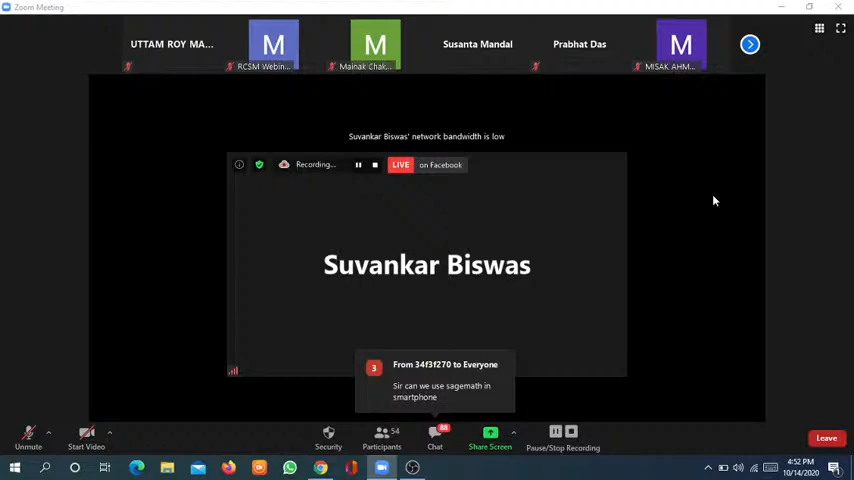 Zoom Meeting
UTTAM ROY MA...
M
RCSM Webin...
M
Mainak Chak...
Susanta Mandal
Prabhat Das
M
MISAK AHM...
Suvankar Biswas' network bandwidth is low
Recording...
LIVE on Facebook
Suvankar Biswas
3
From 34f3f270 to Everyone
Sir can we use sagemath in
smartphone
Unmute
Start Video
Security
54
Participants
88
Chat
Share Screen
Pause/Stop Recording
Leave
4:52 PM
10/14/2020
1